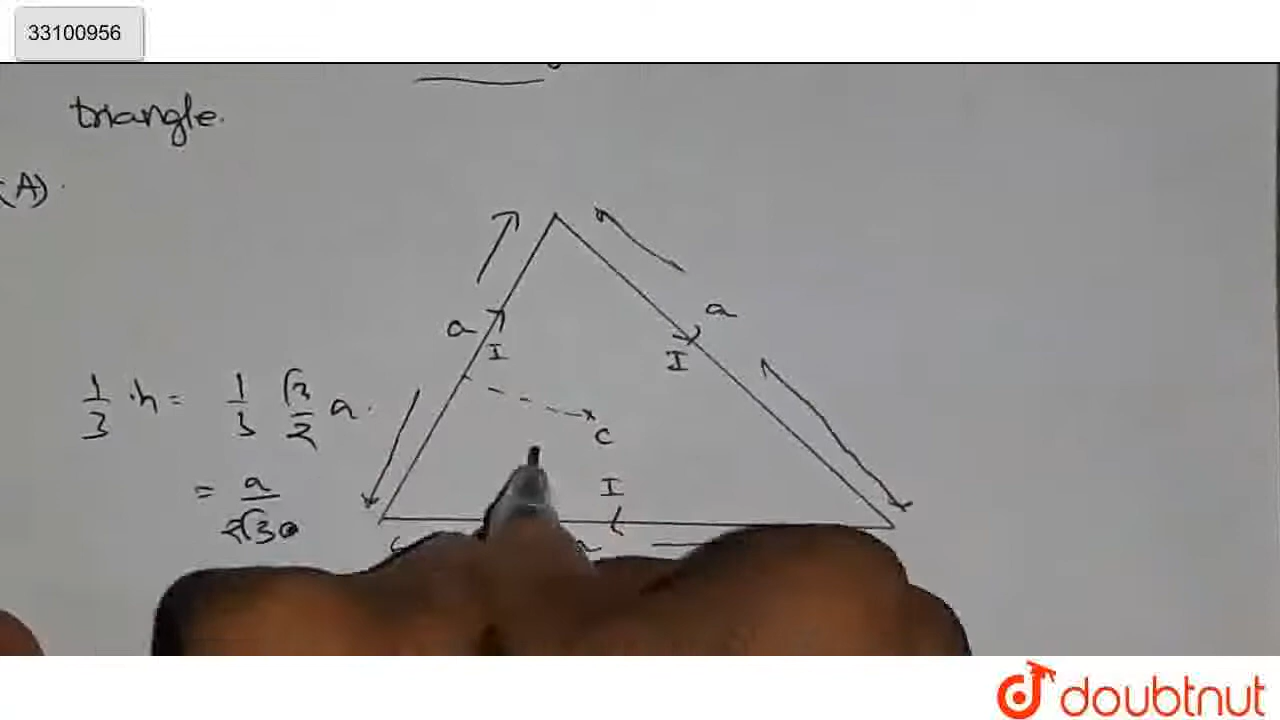 33100956
triangle.
(A).
a
a
I
I
1/3 · h = 1/3 √3/2 a.
C
= a/2√3
I
a
doubtnut